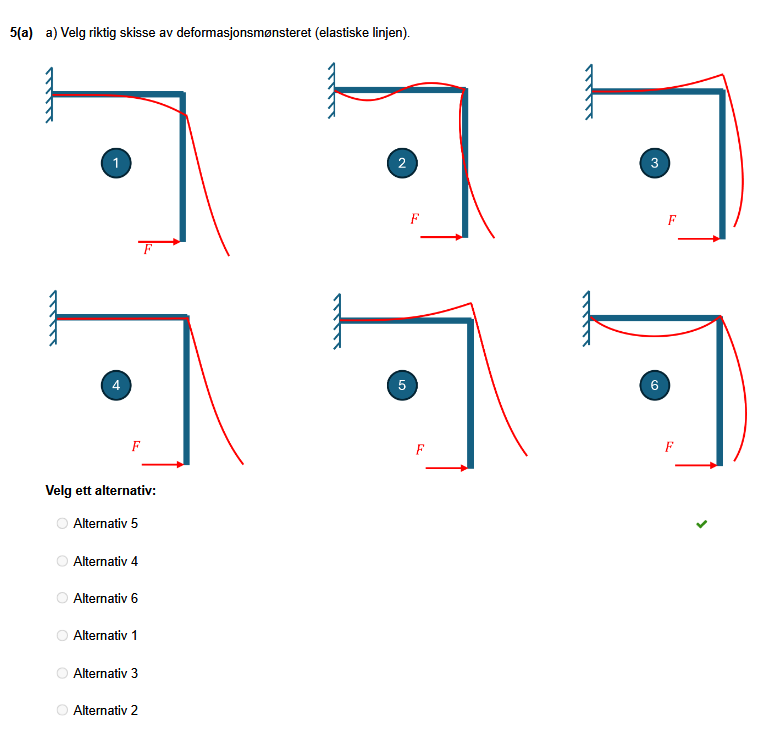 5(a) a) Velg riktig skisse av deformasjonsmønsteret (elastiske linjen).
1
F
2
F
3
F
4
F
5
F
6
F
Velg ett alternativ:
Alternativ 5
Alternativ 4
Alternativ 6
Alternativ 1
Alternativ 3
Alternativ 2